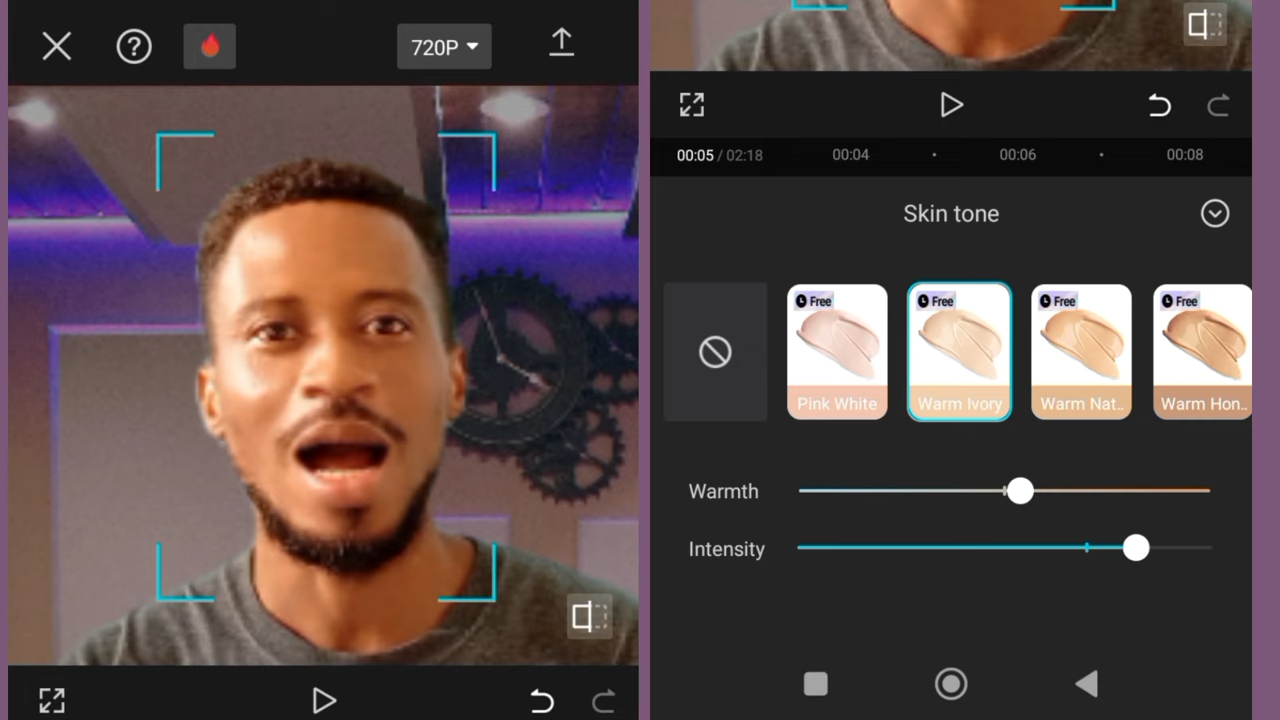 720P
00:05 / 02:18
00:04
00:06
00:08
Skin tone
Free
Free
Free
Free
Pink White
Warm Ivory
Warm Nat..
Warm Hon..
Warmth
Intensity